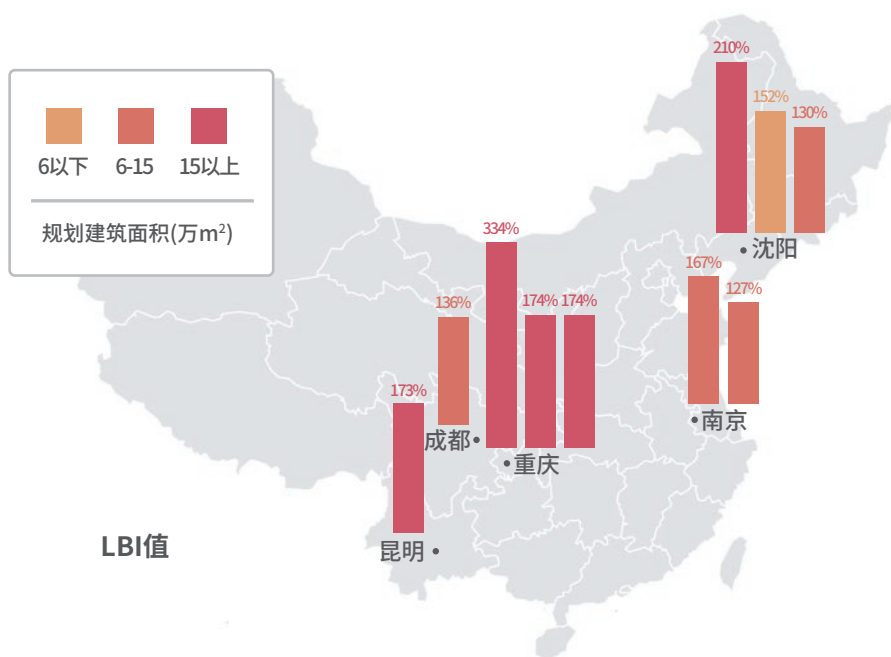 6以下 6-15 15以上
规划建筑面积(万m²)
210%
152%
130%
沈阳
334%
174% 174%
136%
167%
127%
173%
成都
重庆
南京
昆明
LBI值